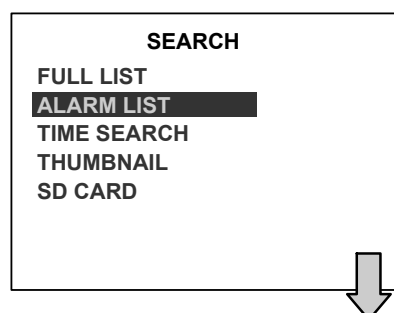 SEARCH
FULL LIST
ALARM LIST
TIME SEARCH
THUMBNAIL
SD CARD